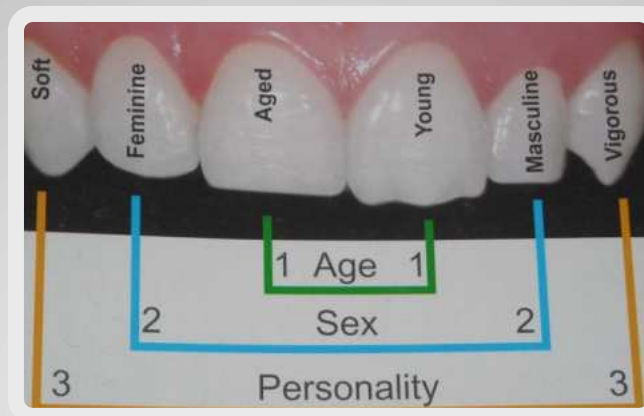 Soft
Feminine
Aged
Young
Masculine
Vigorous
1 Age 1
2 Sex 2
3 Personality 3